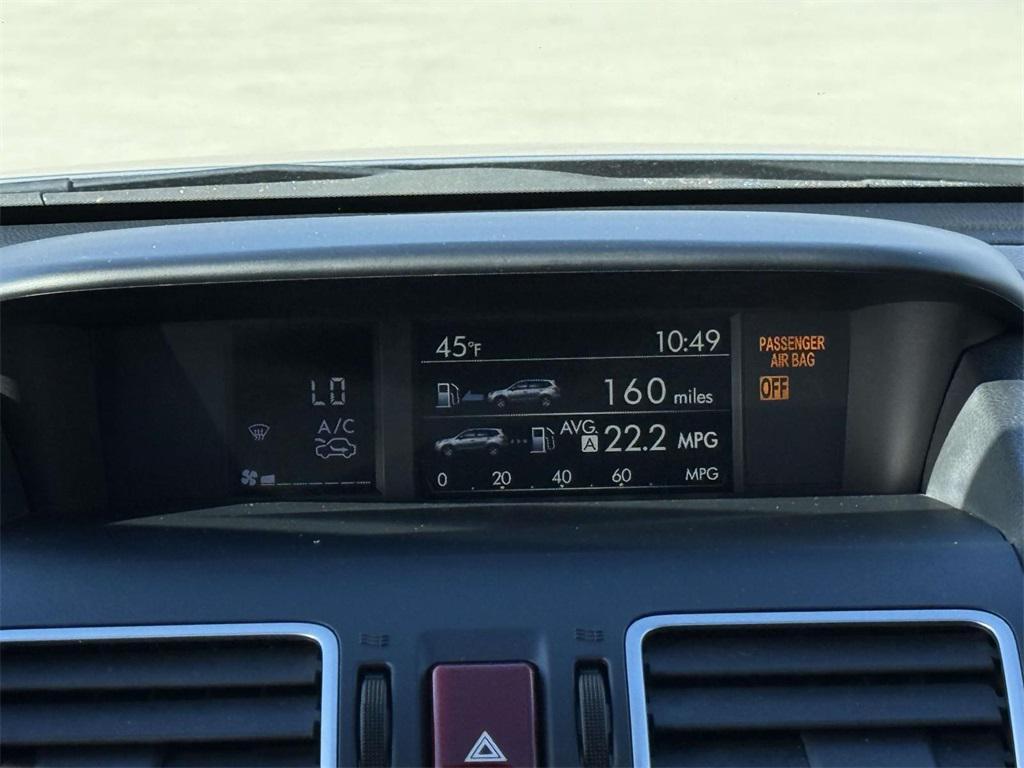 LO
A/C
45°F 10:49
160 miles
AVG.
A 22.2 MPG
0 20 40 60 MPG
PASSENGER
AIR BAG
OFF